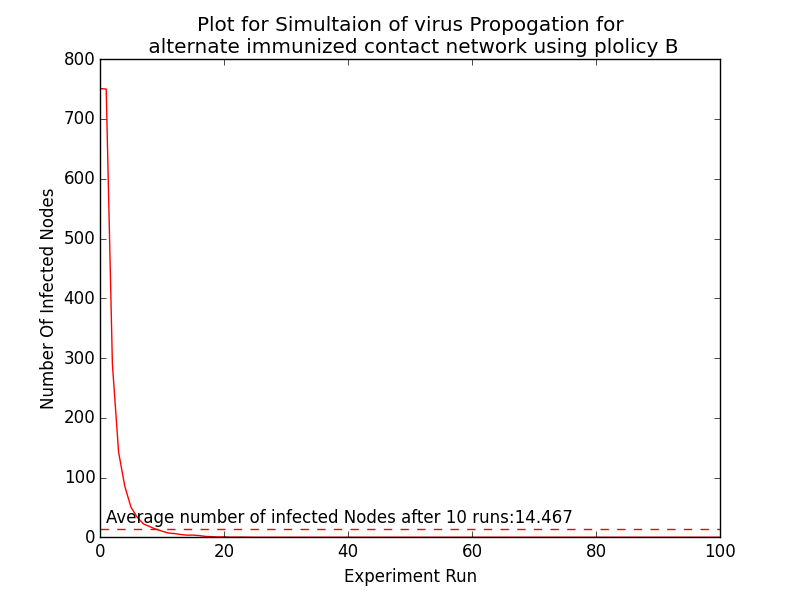 Plot for Simultaion of virus Propogation for
alternate immunized contact network using plolicy B
800
700
600
500
400
300
200
100
0
Number Of Infected Nodes
Average number of infected Nodes after 10 runs:14.467
0 20 40 60 80 100
Experiment Run